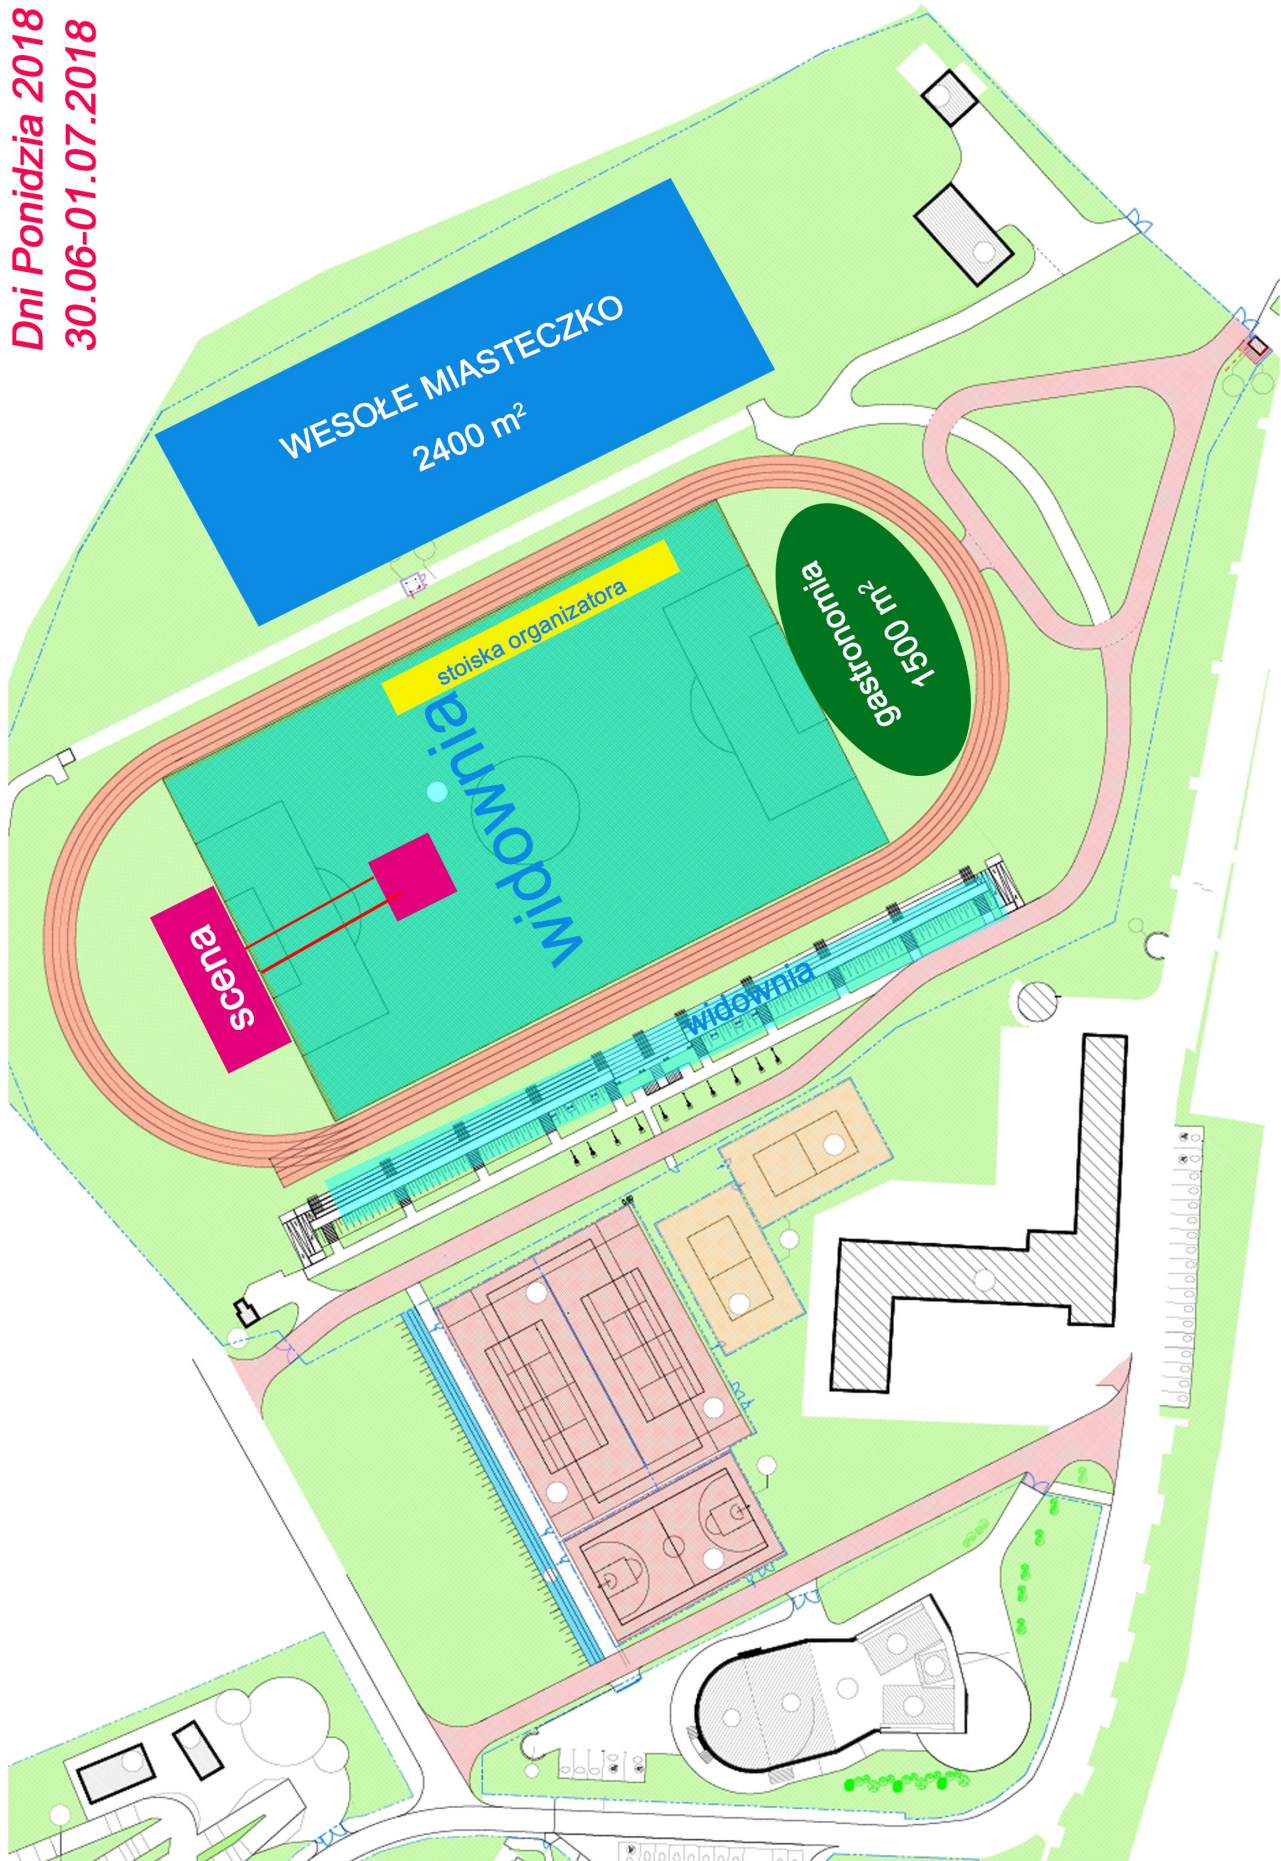 Dni Ponidzia 2018
30.06-01.07.2018
WESOŁE MIASTECZKO
2400 m²
stoiska organizatora
gastronomia
1500 m²
widownia
scena
widownia